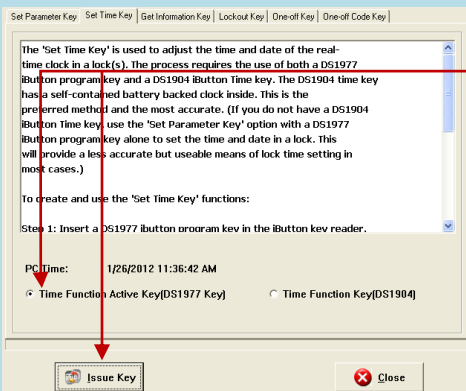 Set Parameter Key Set Time Key Get Information Key Lockout Key One-off Key One-off Code Key
The 'Set Time Key' is used to adjust the time and date of the real-
time clock in a lock(s). The process requires the use of both a DS1977
iButton program key and a DS1904 iButton Time key. The DS1904 time key
has a self-contained battery backed clock inside. This is the
preferred method and the most accurate. (If you do not have a DS1904
iButton Time key, use the 'Set Parameter Key' option with a DS1977
iButton program key alone to set the time and date in a lock. This
will provide a less accurate but useable means of lock time setting in
most cases.)
To create and use the 'Set Time Key' functions:
Step 1: Insert a DS1977 ibutton program key in the iButton key reader.
PC Time: 1/26/2012 11:36:42 AM
Time Function Active Key(DS1977 Key) Time Function Key(DS1904)
Issue Key Close